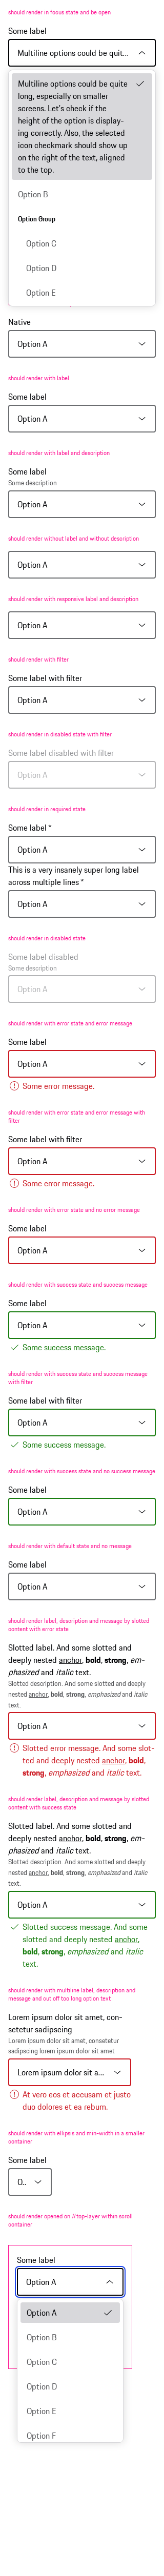 should render in focus state and be open
Some label
Multiline options could be quit...
Multiline options could be quite
long, especially on smaller
screens. Let's check if the
height of the option is display-
ing correctly. Also, the selected
icon checkmark should show up
on the right of the text, aligned
to the top.
Option B
Option Group
Option C
Option D
Option E
Native
Option A
should render with label
Some label
Option A
should render with label and description
Some label
Some description
Option A
should render without label and without description
Option A
should render with responsive label and description
Option A
should render with filter
Some label with filter
Option A
should render in disabled state with filter
Some label disabled with filter
Option A
should render in required state
Some label *
Option A
This is a very insanely super long label
across multiple lines *
Option A
should render in disabled state
Some label disabled
Some description
Option A
should render with error state and error message
Some label
Option A
Some error message.
should render with error state and error message with
filter
Some label with filter
Option A
Some error message.
should render with error state and no error message
Some label
Option A
should render with success state and success message
Some label
Option A
Some success message.
should render with success state and success message
with filter
Some label with filter
Option A
Some success message.
should render with success state and no success message
Some label
Option A
should render with default state and no message
Some label
Option A
should render label, description and message by slotted
content with error state
Slotted label. And some slotted and
deeply nested anchor, bold, strong, em-
phasized and italic text.
Slotted description. And some slotted and deeply
nested anchor, bold, strong, emphasized and italic
text.
Option A
Slotted error message. And some slot-
ted and deeply nested anchor, bold,
strong, emphasized and italic text.
should render label, description and message by slotted
content with success state
Slotted label. And some slotted and
deeply nested anchor, bold, strong, em-
phasized and italic text.
Slotted description. And some slotted and deeply
nested anchor, bold, strong, emphasized and italic
text.
Option A
Slotted success message. And some
slotted and deeply nested anchor,
bold, strong, emphasized and italic
text.
should render with multiline label, description and
message and cut off too long option text
Lorem ipsum dolor sit amet, con-
setetur sadipscing
Lorem ipsum dolor sit amet, consetetur
sadipscing lorem ipsum dolor sit amet
Lorem ipsum dolor sit a...
At vero eos et accusam et justo
duo dolores et ea rebum.
should render with ellipsis and min-width in a smaller
container
Some label
O..
should render opened on #top-layer within scroll
container
Some label
Option A
Option A
Option B
Option C
Option D
Option E
Option F